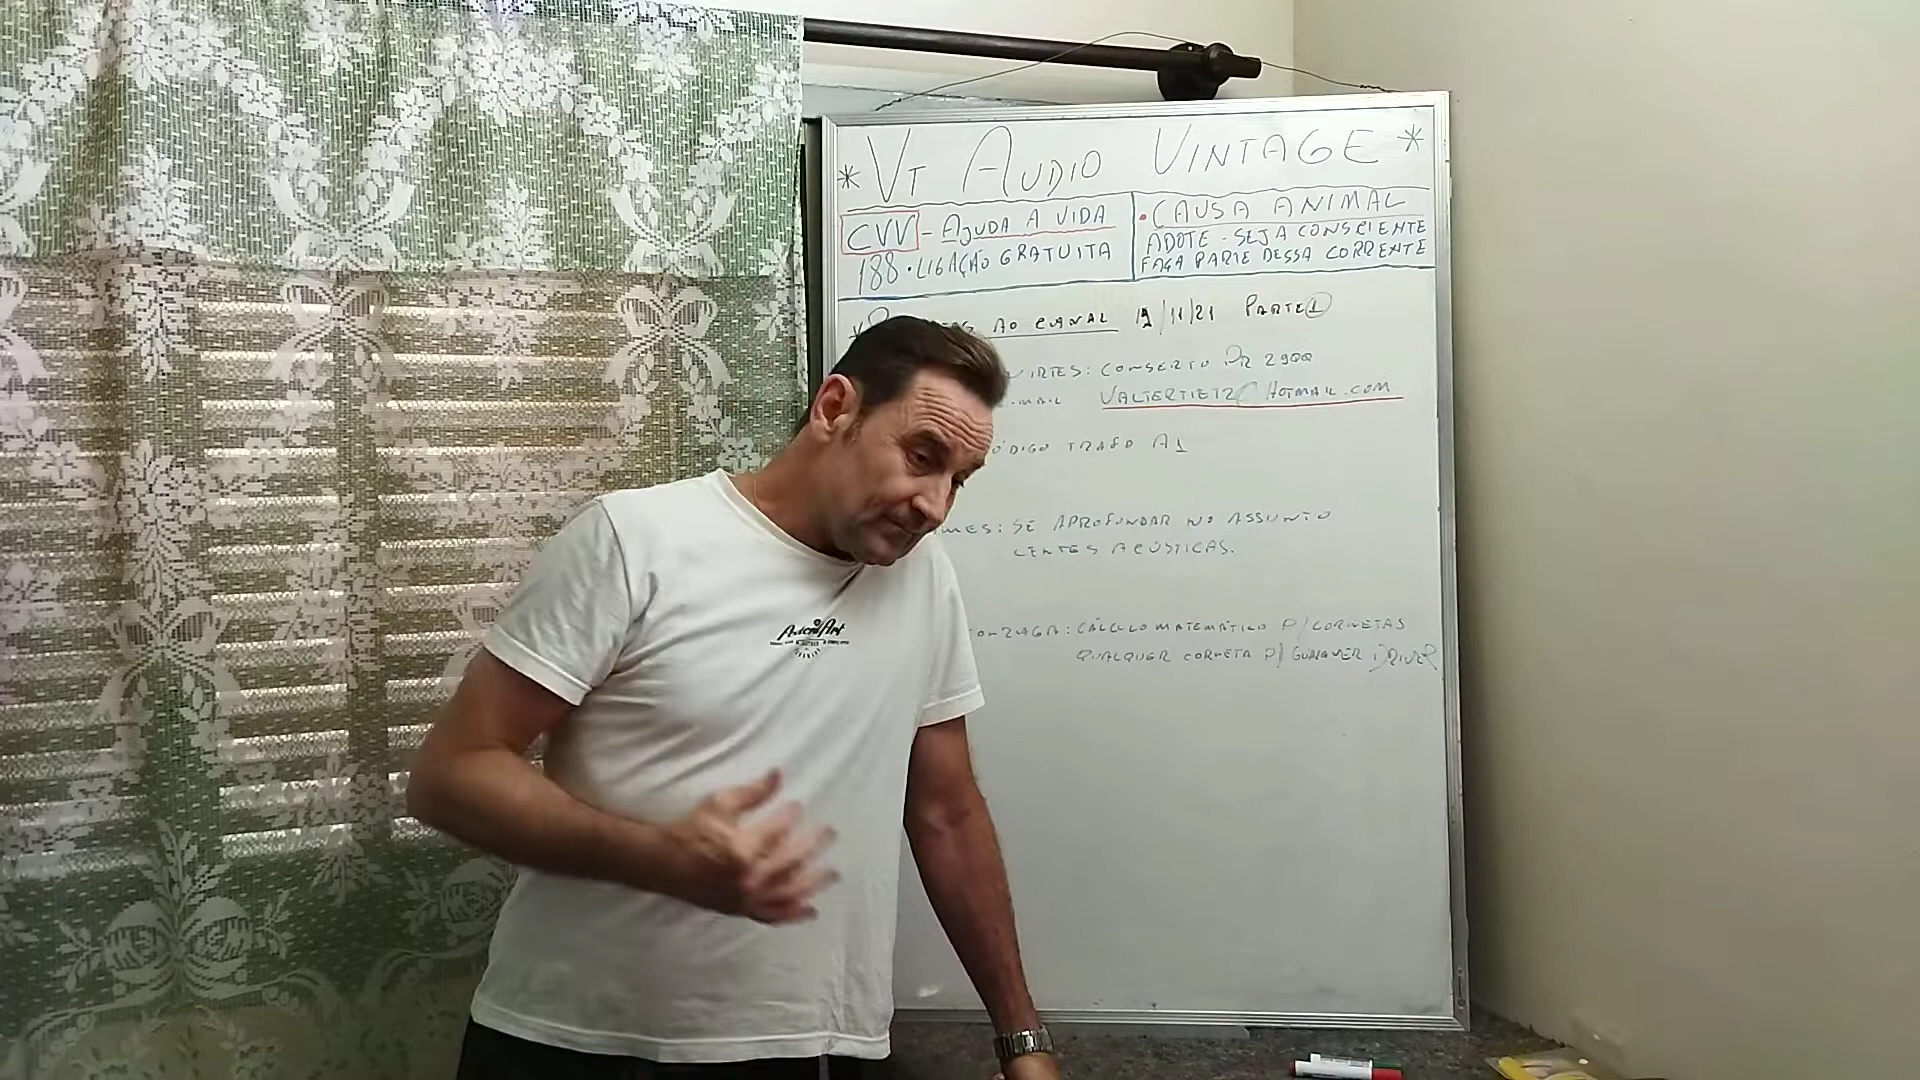 * VT AUDIO VINTAGE *
CVV - AJUDA A VIDA
188 • LIGAÇÃO GRATUITA
• CAUSA ANIMAL
ADOTE - SEJA CONSCIENTE
FAÇA PARTE DESSA CORRENTE
AO CANAL 19/11/21 PARTE 1
CONSERTO PR 2900
VALTERTIETZ@HOTMAIL.COM
TRAFO A1
SE APROFUNDAR NO ASSUNTO
LENTES ACÚSTICAS.
CÁLCULO MATEMÁTICO P/ CORNETAS
QUALQUER CORNETA P/ QUALQUER DRIVER